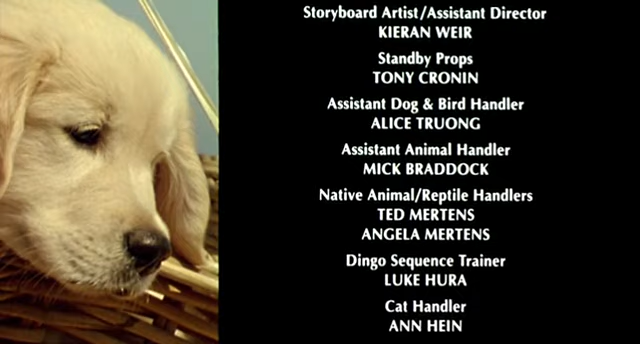 Storyboard Artist/Assistant Director
KIERAN WEIR
Standby Props
TONY CRONIN
Assistant Dog & Bird Handler
ALICE TRUONG
Assistant Animal Handler
MICK BRADDOCK
Native Animal/Reptile Handlers
TED MERTENS
ANGELA MERTENS
Dingo Sequence Trainer
LUKE HURA
Cat Handler
ANN HEIN